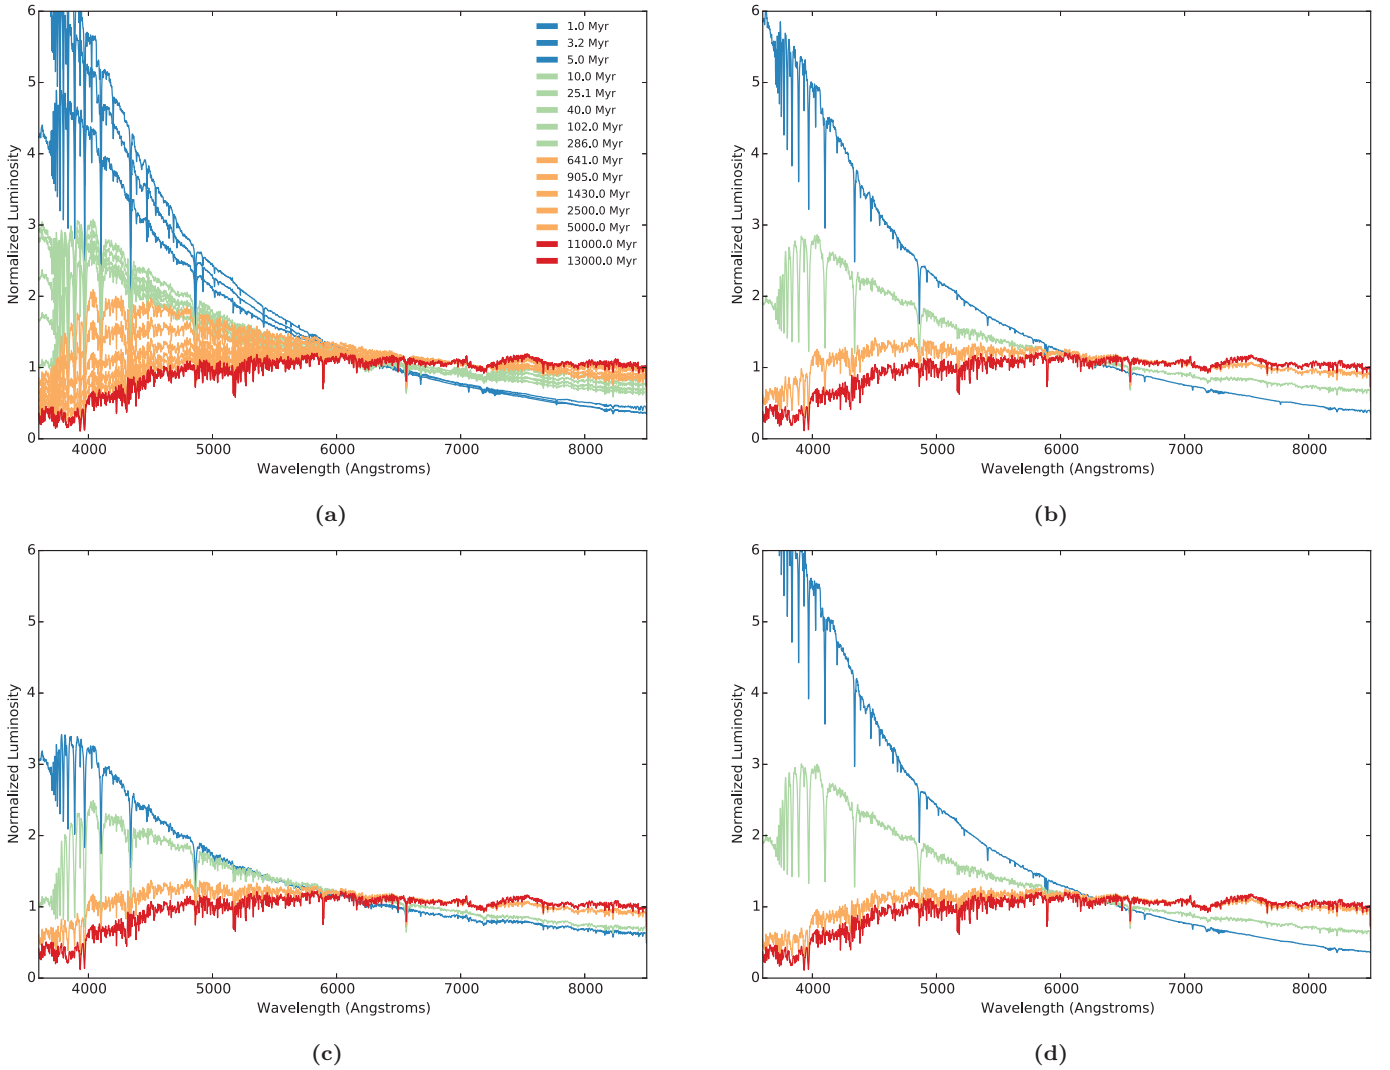 6
5
4
3
2
1
0
4000 5000 6000 7000 8000
Wavelength (Angstroms)
Normalized Luminosity
1.0 Myr
3.2 Myr
5.0 Myr
10.0 Myr
25.1 Myr
40.0 Myr
102.0 Myr
286.0 Myr
641.0 Myr
905.0 Myr
1430.0 Myr
2500.0 Myr
5000.0 Myr
11000.0 Myr
13000.0 Myr
(a)
6
5
4
3
2
1
0
4000 5000 6000 7000 8000
Wavelength (Angstroms)
Normalized Luminosity
(b)
6
5
4
3
2
1
0
4000 5000 6000 7000 8000
Wavelength (Angstroms)
Normalized Luminosity
(c)
6
5
4
3
2
1
0
4000 5000 6000 7000 8000
Wavelength (Angstroms)
Normalized Luminosity
(d)